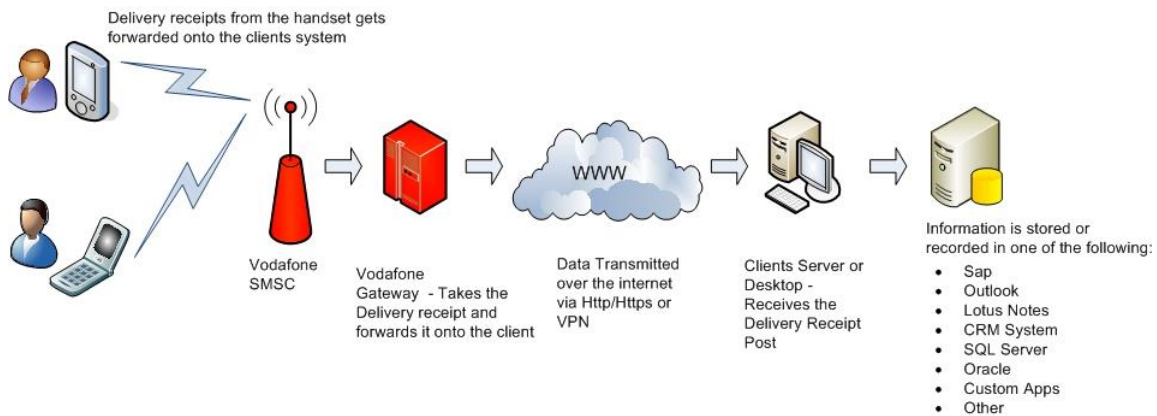 Delivery receipts from the handset gets
forwarded onto the clients system
WWW
Vodafone
SMSC
Vodafone
Gateway - Takes the
Delivery receipt and
forwards it onto the client
Data Transmitted
over the internet
via Http/Https or
VPN
Clients Server or
Desktop -
Receives the
Delivery Receipt
Post
Information is stored or
recorded in one of the following:
• Sap
• Outlook
• Lotus Notes
• CRM System
• SQL Server
• Oracle
• Custom Apps
• Other